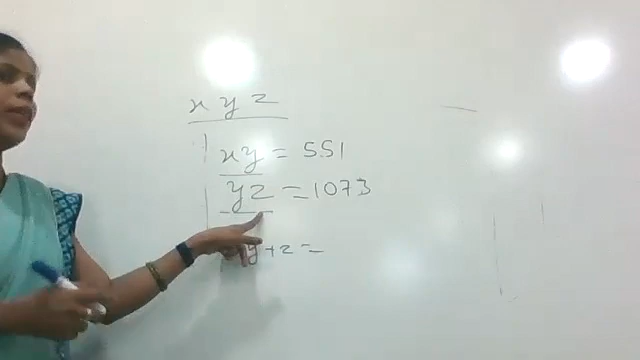 x y z
xy = 551
yz = 1073
y + z =